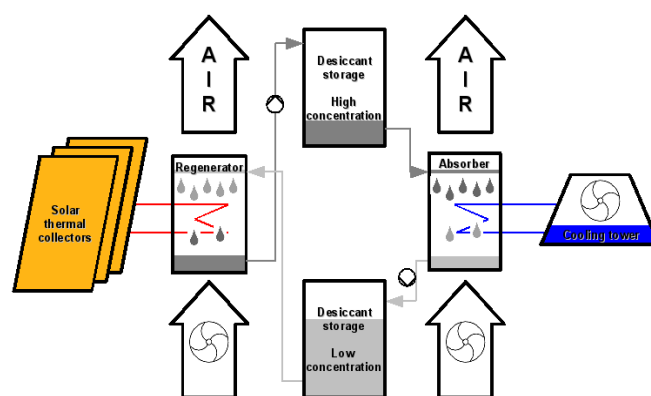 A
I
R
Desiccant
storage
High
concentration
A
I
R
Solar
thermal
collectors
Regenerator
Absorber
Cooling tower
Desiccant
storage
Low
concentration